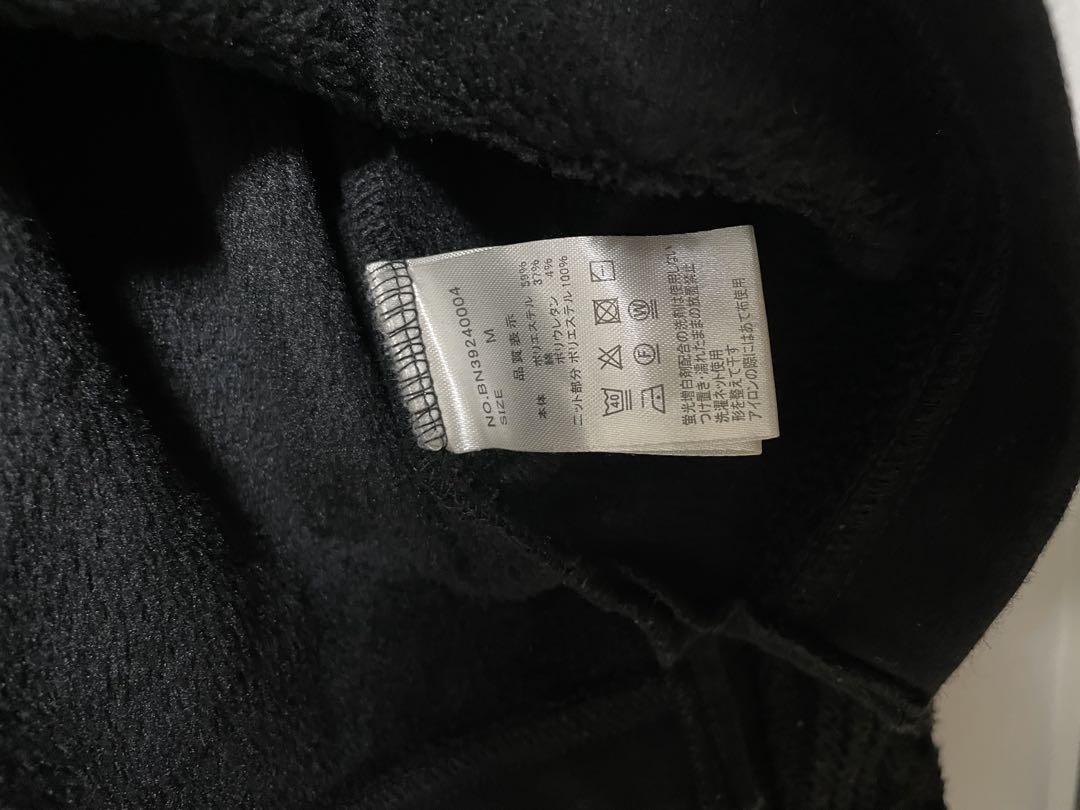 NO.BN39240004
SIZE M
品質表示
本体 ポリエステル 59%
綿 37%
ポリウレタン 4%
ニット部分 ポリエステル 100%
40
F W
蛍光増白剤配合の洗剤は使用しない
つけ置き・濡れたままの放置禁止
洗濯ネット使用
形を整えて干す
アイロンの際にはあて布使用